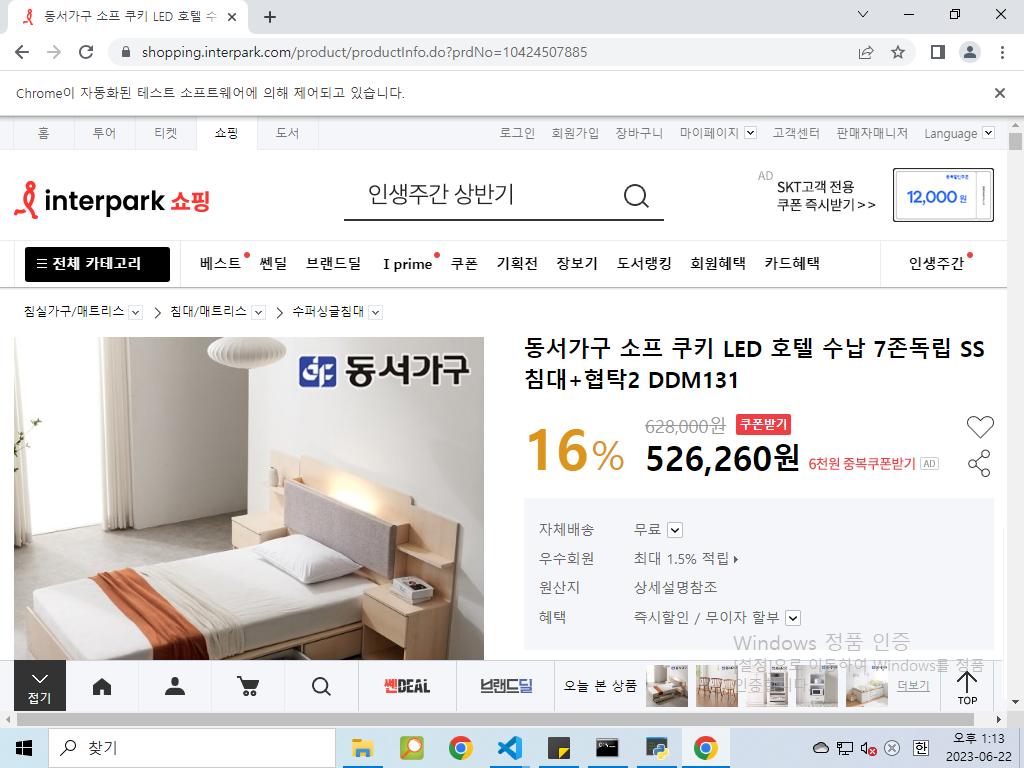 동서가구 소프 쿠키 LED 호텔 수
shopping.interpark.com/product/productInfo.do?prdNo=10424507885
Chrome이 자동화된 테스트 소프트웨어에 의해 제어되고 있습니다.
홈 투어 티켓 쇼핑 도서 로그인 회원가입 장바구니 마이페이지 고객센터 판매자매니저 Language
interpark 쇼핑
인생주간 상반기
AD
SKT고객 전용
쿠폰 즉시받기>>
12,000원
전체 카테고리 베스트 쎈딜 브랜드딜 I prime 쿠폰 기획전 장보기 도서랭킹 회원혜택 카드혜택 인생주간
침실가구/매트리스 침대/매트리스 수퍼싱글침대
동서가구
동서가구 소프 쿠키 LED 호텔 수납 7존독립 SS
침대+협탁2 DDM131
16%
628,000원 쿠폰받기
526,260원 6천원 중복쿠폰받기 AD
자체배송 무료
우수회원 최대 1.5% 적립
원산지 상세설명참조
혜택 즉시할인 / 무이자 할부
Windows 정품 인증
[설정]으로 이동하여 Windows를 정품
인증합니다.
접기
쎈DEAL
브랜드딜
오늘 본 상품
더보기
TOP
찾기
한
오후 1:13
2023-06-22